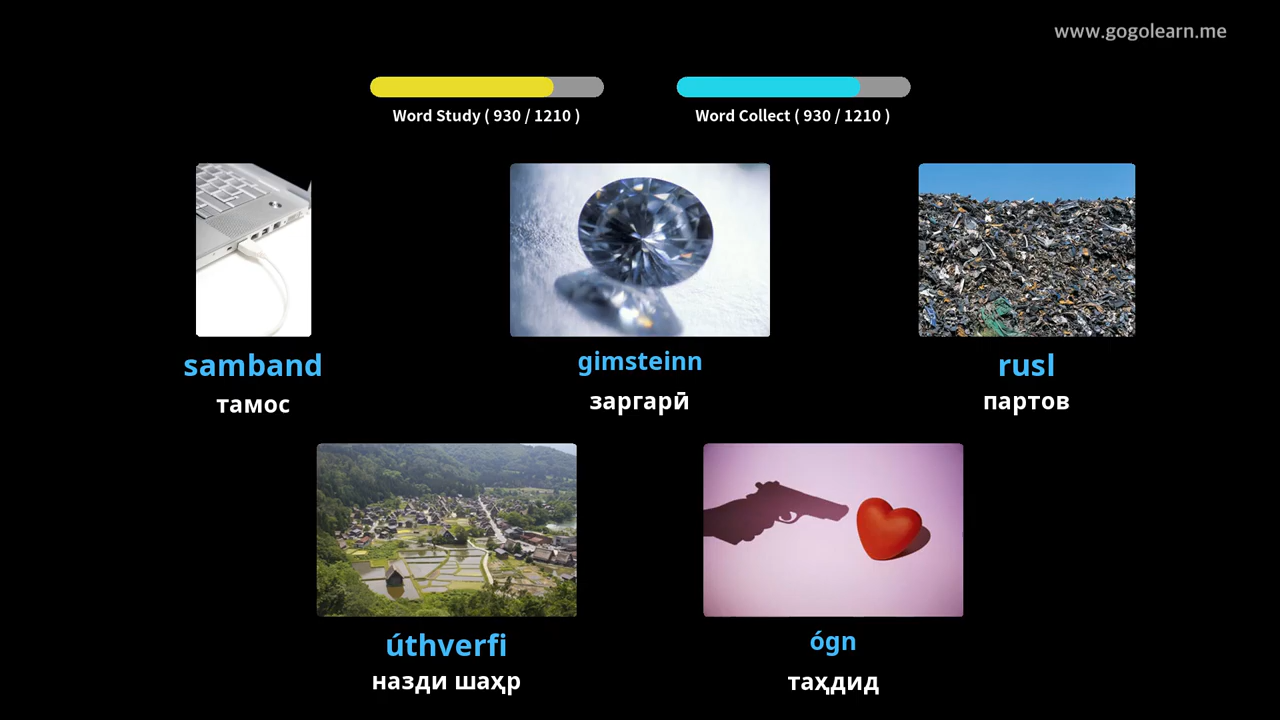 www.gogolearn.me
Word Study ( 930 / 1210 )
Word Collect ( 930 / 1210 )
samband
тамос
gimsteinn
заргарӣ
rusl
партов
úthverfi
назди шаҳр
ógn
таҳдид